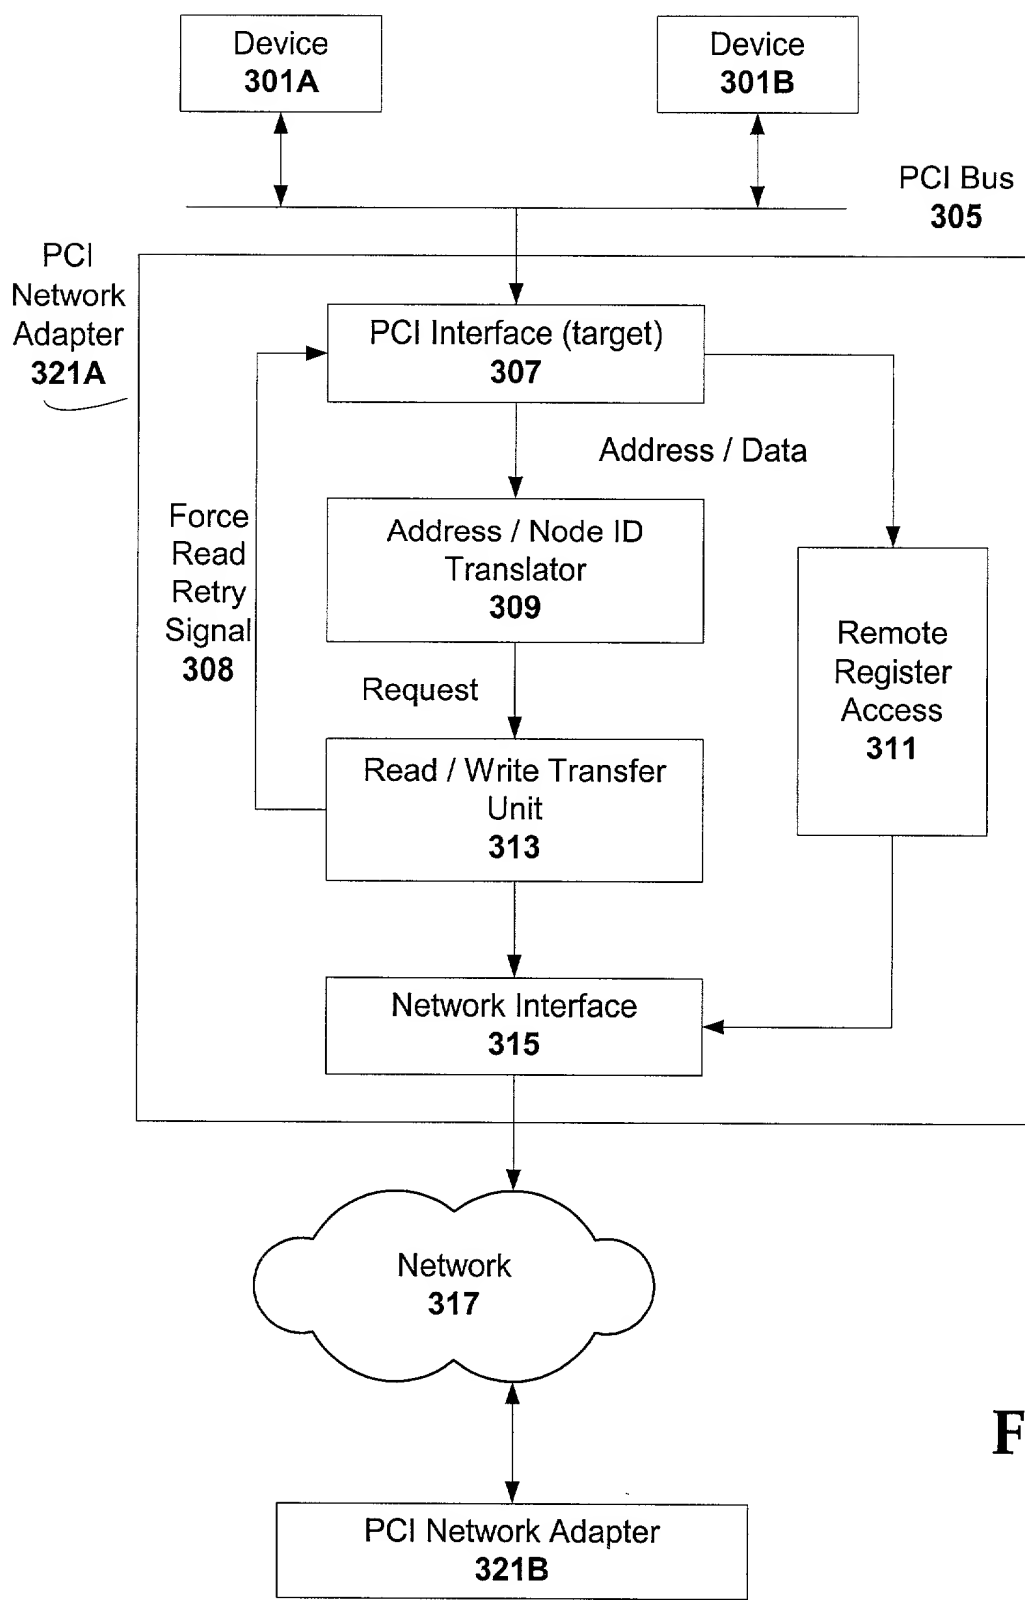 Device
301A
Device
301B
PCI Bus
305
PCI
Network
Adapter
321A
PCI Interface (target)
307
Address / Data
Force
Read
Retry
Signal
308
Address / Node ID
Translator
309
Remote
Register
Access
311
Request
Read / Write Transfer
Unit
313
Network Interface
315
Network
317
F
PCI Network Adapter
321B